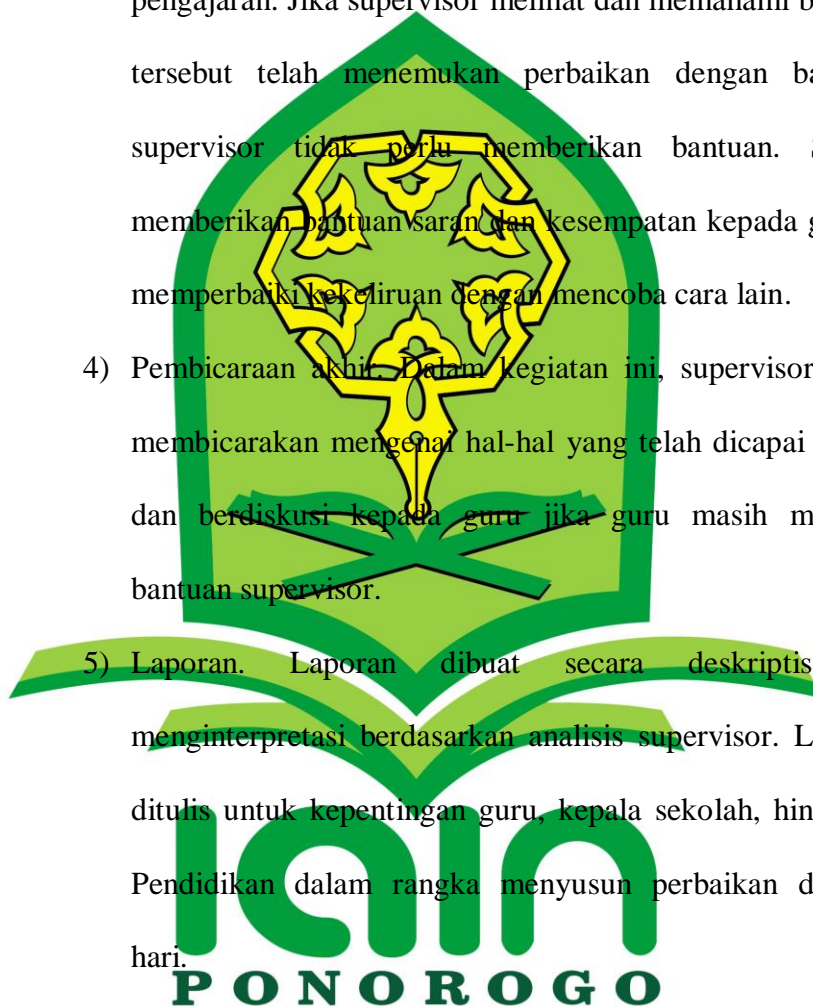 pengajaran. Jika supervisor melihat dan memahami
tersebut telah menemukan perbaikan dengan
supervisor tidak perlu memberikan bantuan.
memberikan bantuan saran dan kesempatan kepada
memperbaiki kekeliruan dengan mencoba cara lain.
4) Pembicaraan akhir. Dalam kegiatan ini, supervisor
membicarakan mengenai hal-hal yang telah dicapai
dan berdiskusi kepada guru jika guru masih
bantuan supervisor.
5) Laporan. Laporan dibuat secara deskriptis
menginterpretasi berdasarkan analisis supervisor.
ditulis untuk kepentingan guru, kepala sekolah,
Pendidikan dalam rangka menyusun perbaikan
hari.
iain
PONOROGO